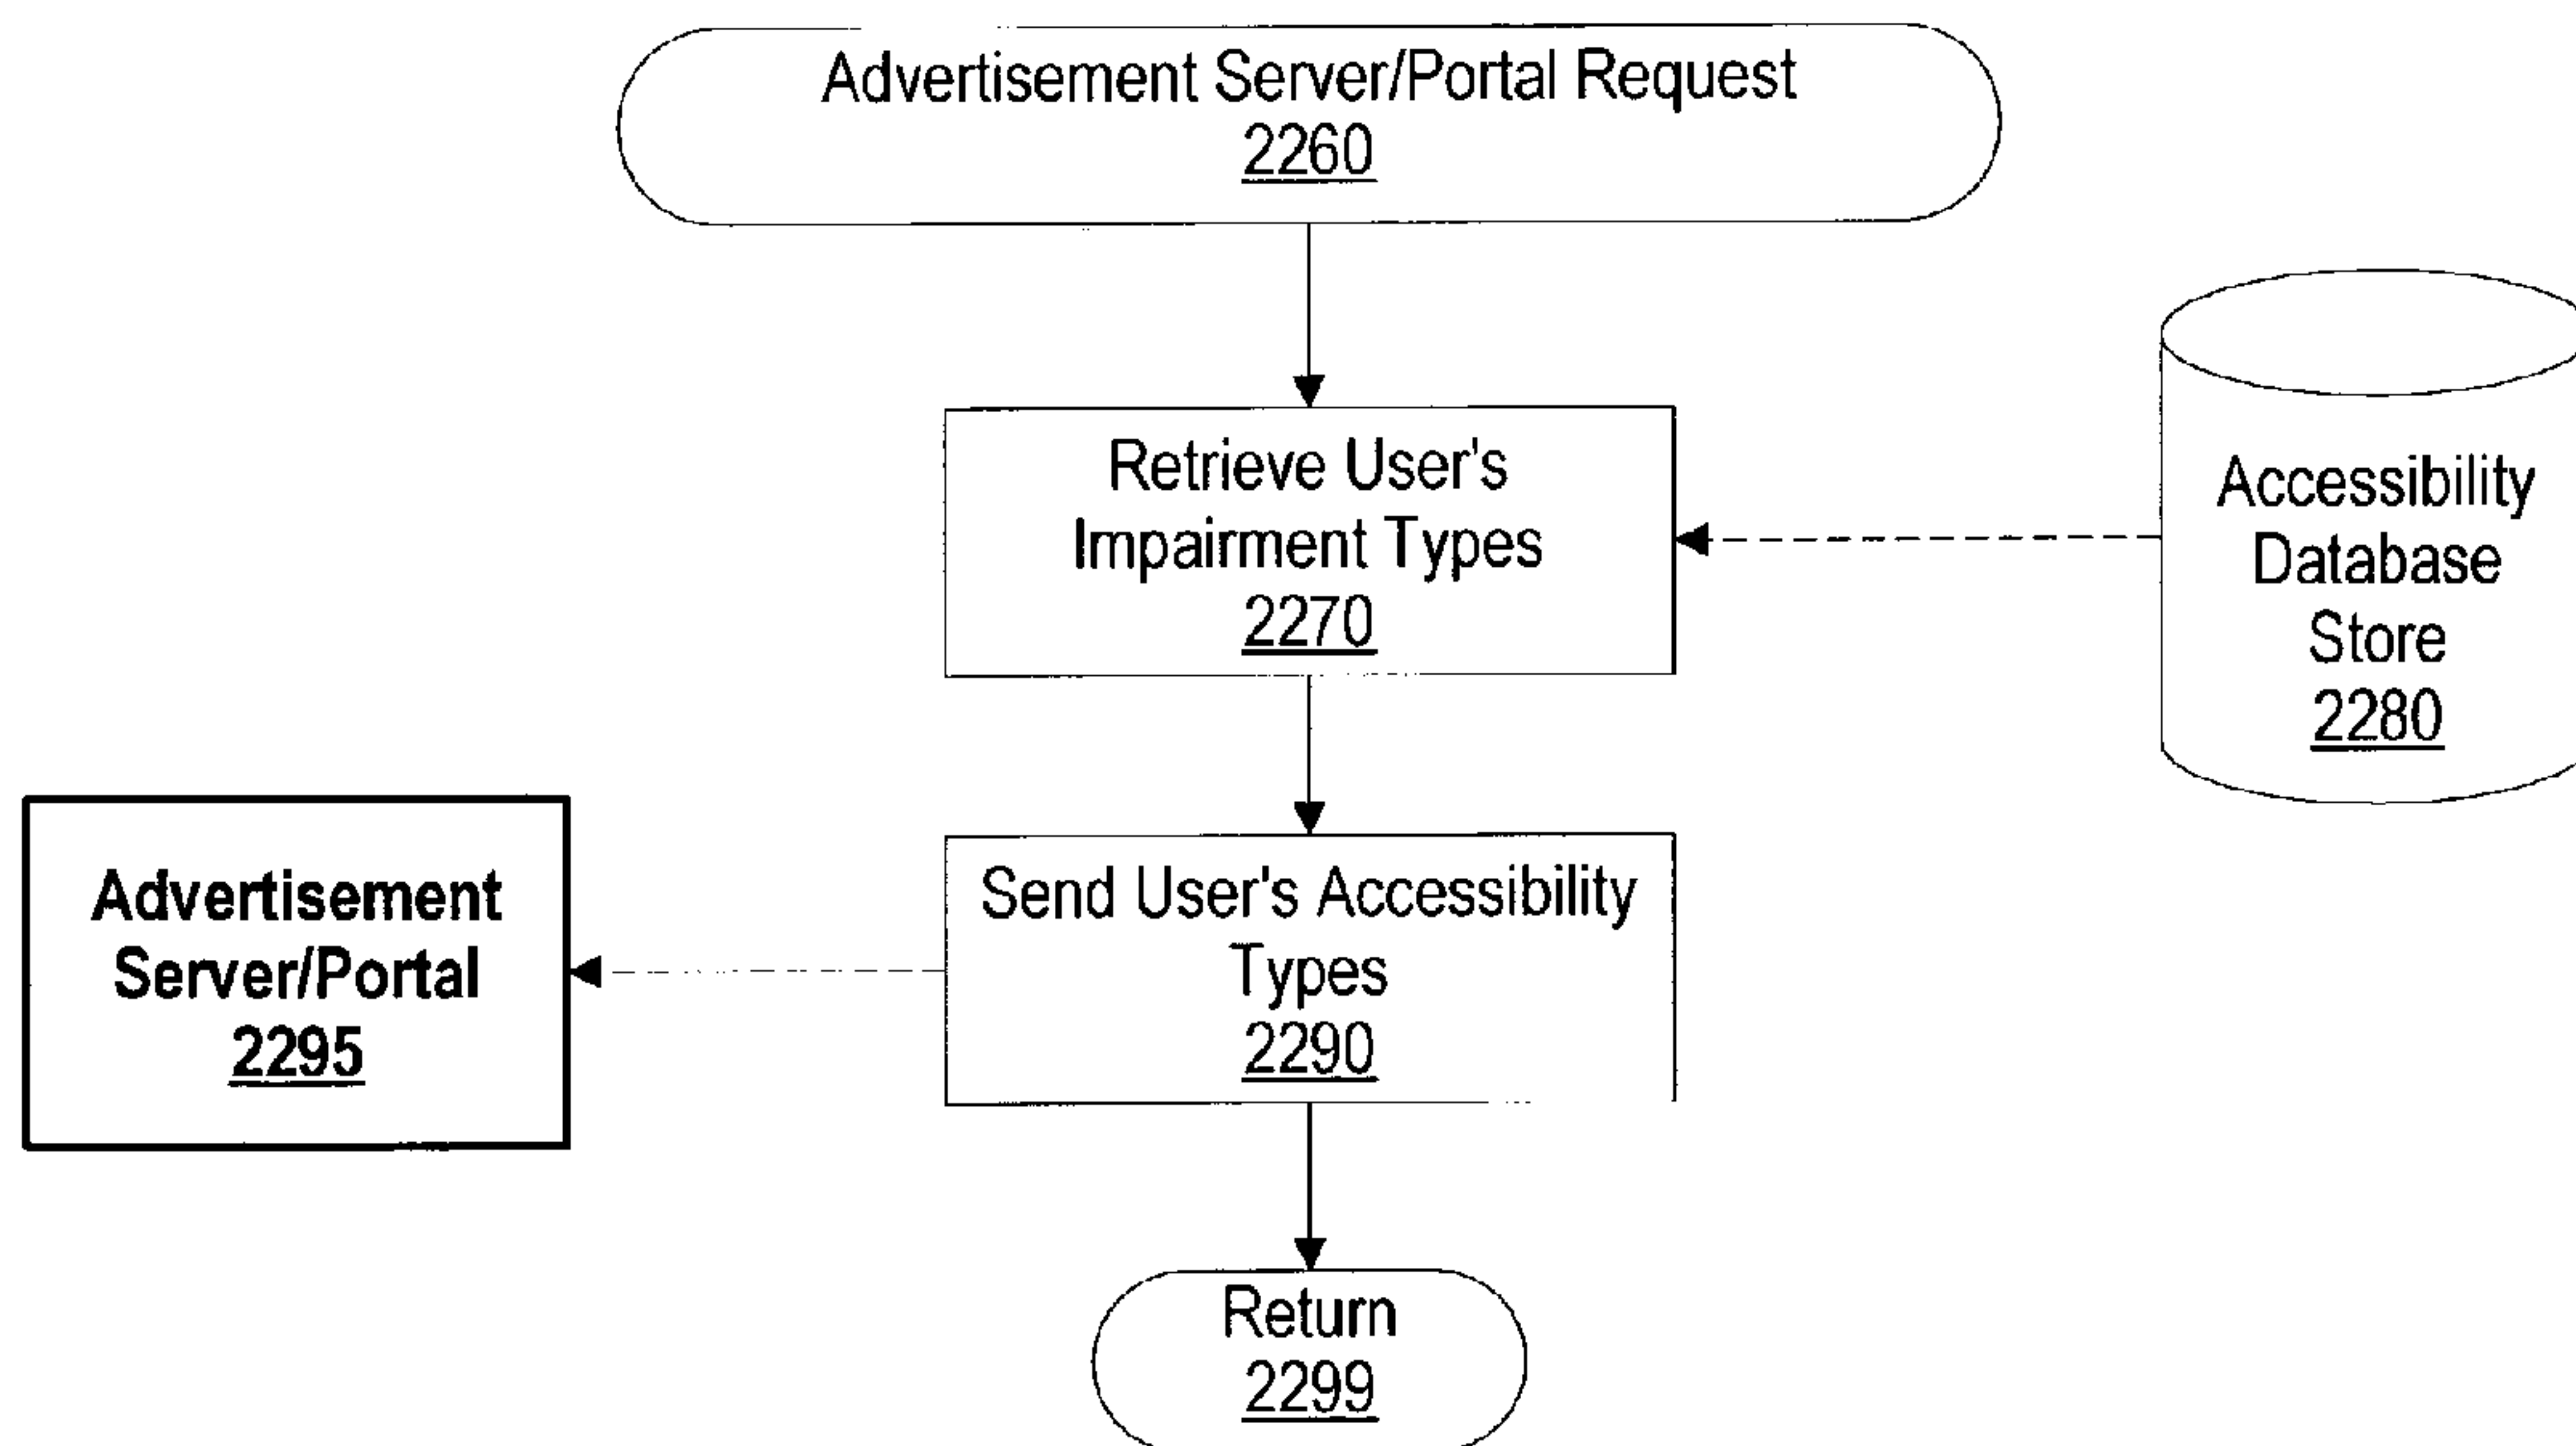 Advertisement Server/Portal Request
2260
Retrieve User's
Impairment Types
2270
Accessibility
Database
Store
2280
Advertisement
Server/Portal
2295
Send User's Accessibility
Types
2290
Return
2299